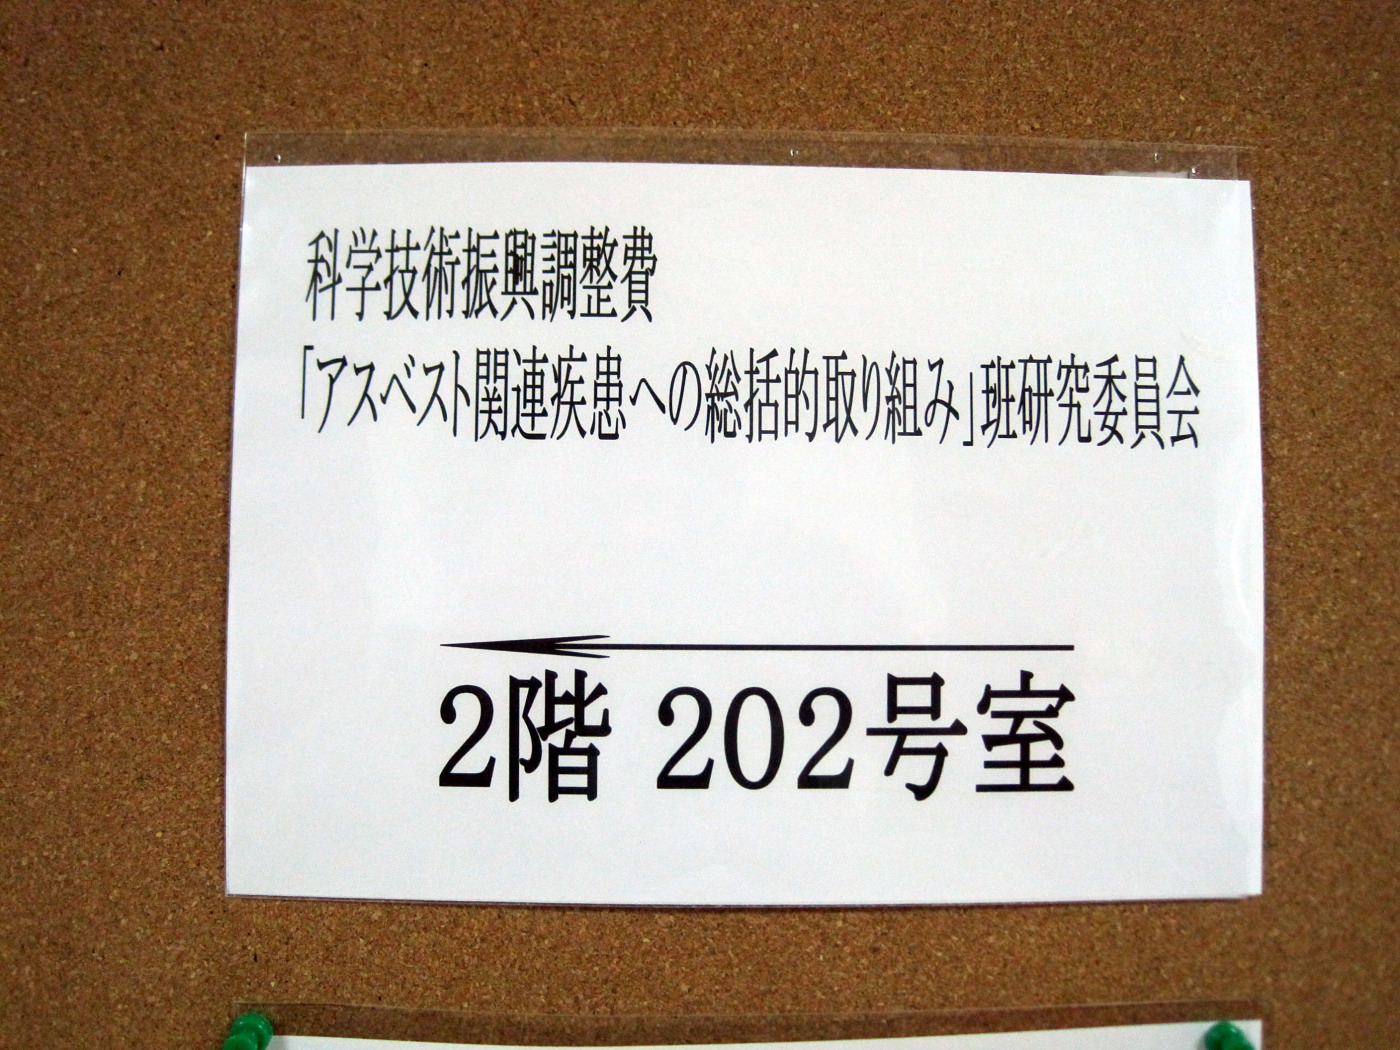 科学技術振興調整費
「アスベスト関連疾患への総括的取り組み」班研究委員会
2階 202号室